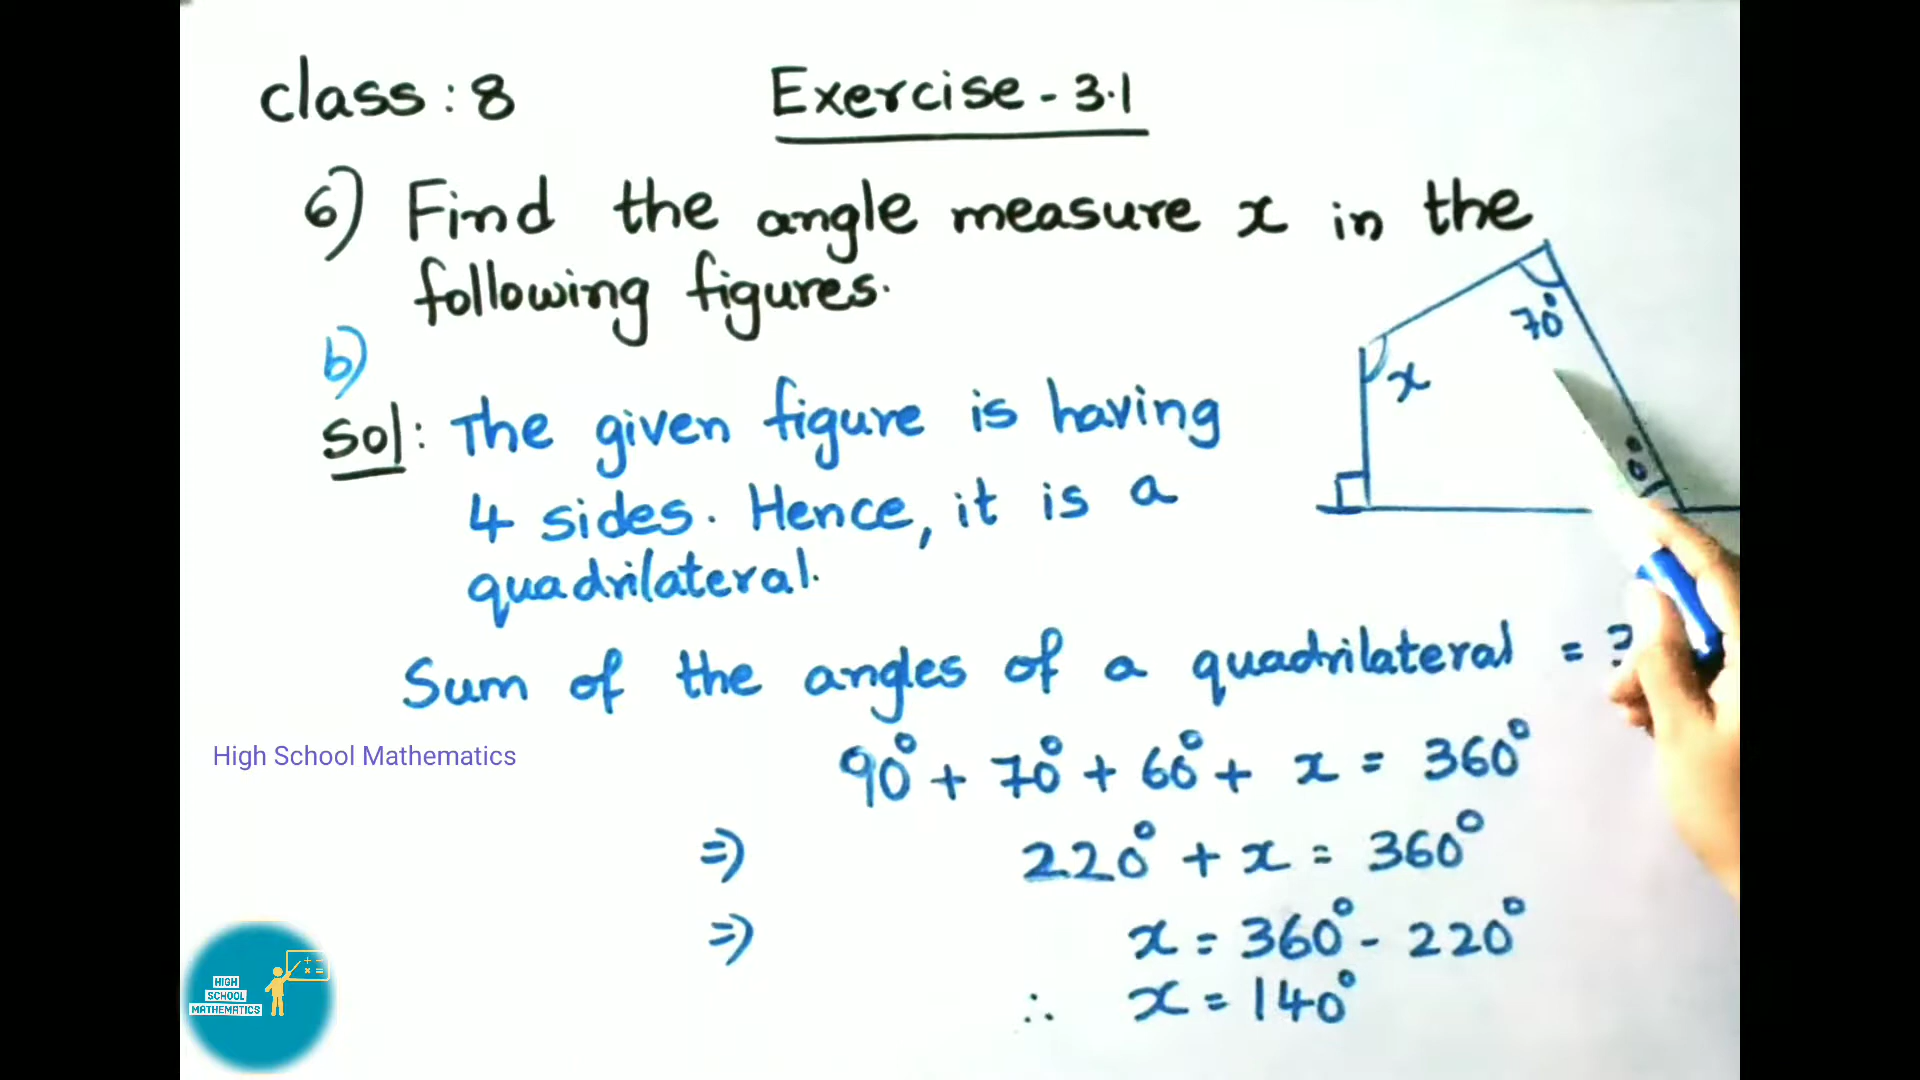 class : 8
Exercise - 3.1
6) Find the angle measure x in the
following figures.
b)
70°
x
Sol: The given figure is having
4 sides. Hence, it is a
quadrilateral.
Sum of the angles of a quadrilateral = ?
90° + 70° + 60° + x = 360°
High School Mathematics
⇒ 220° + x = 360°
⇒ x = 360° - 220°
∴ x = 140°
HIGH
SCHOOL
MATHEMATICS
+ -
× =